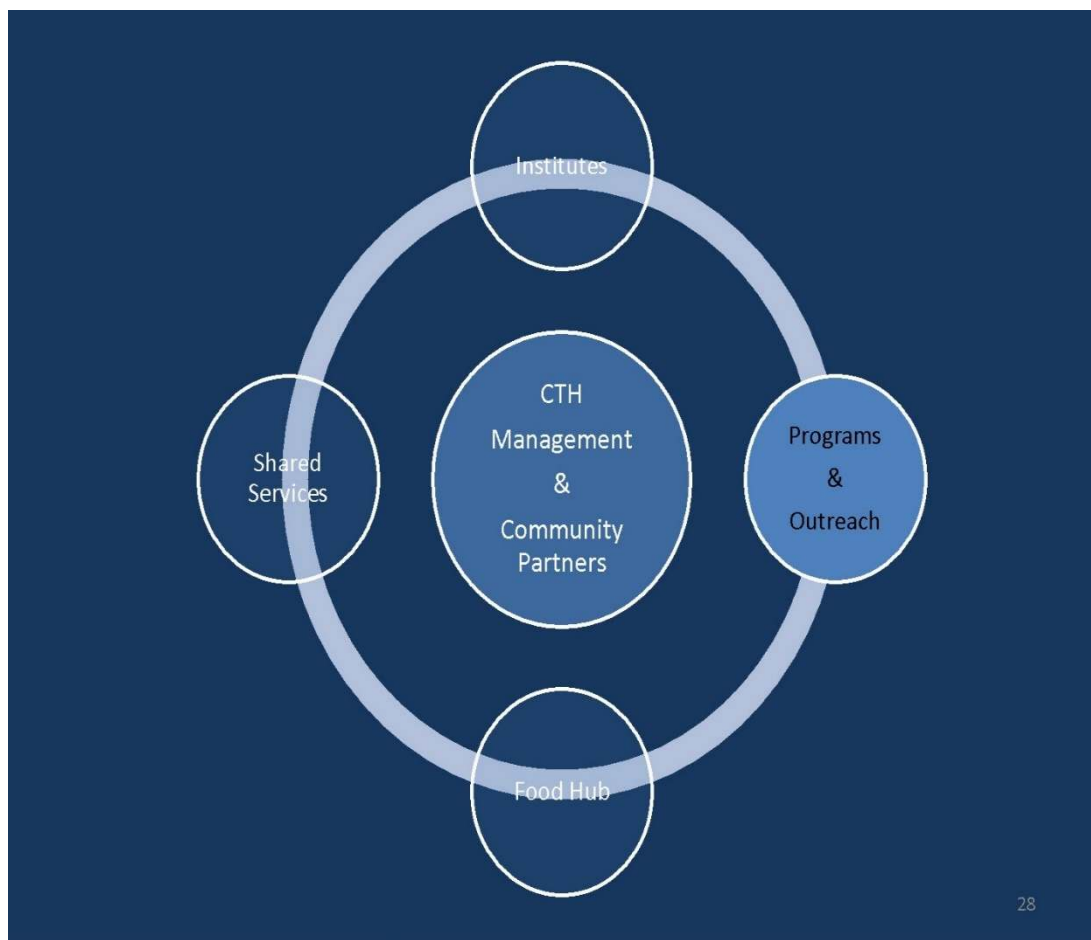 Institutes
CTH
Management
&
Community
Partners
Programs
&
Outreach
Shared
Services
Food Hub
28